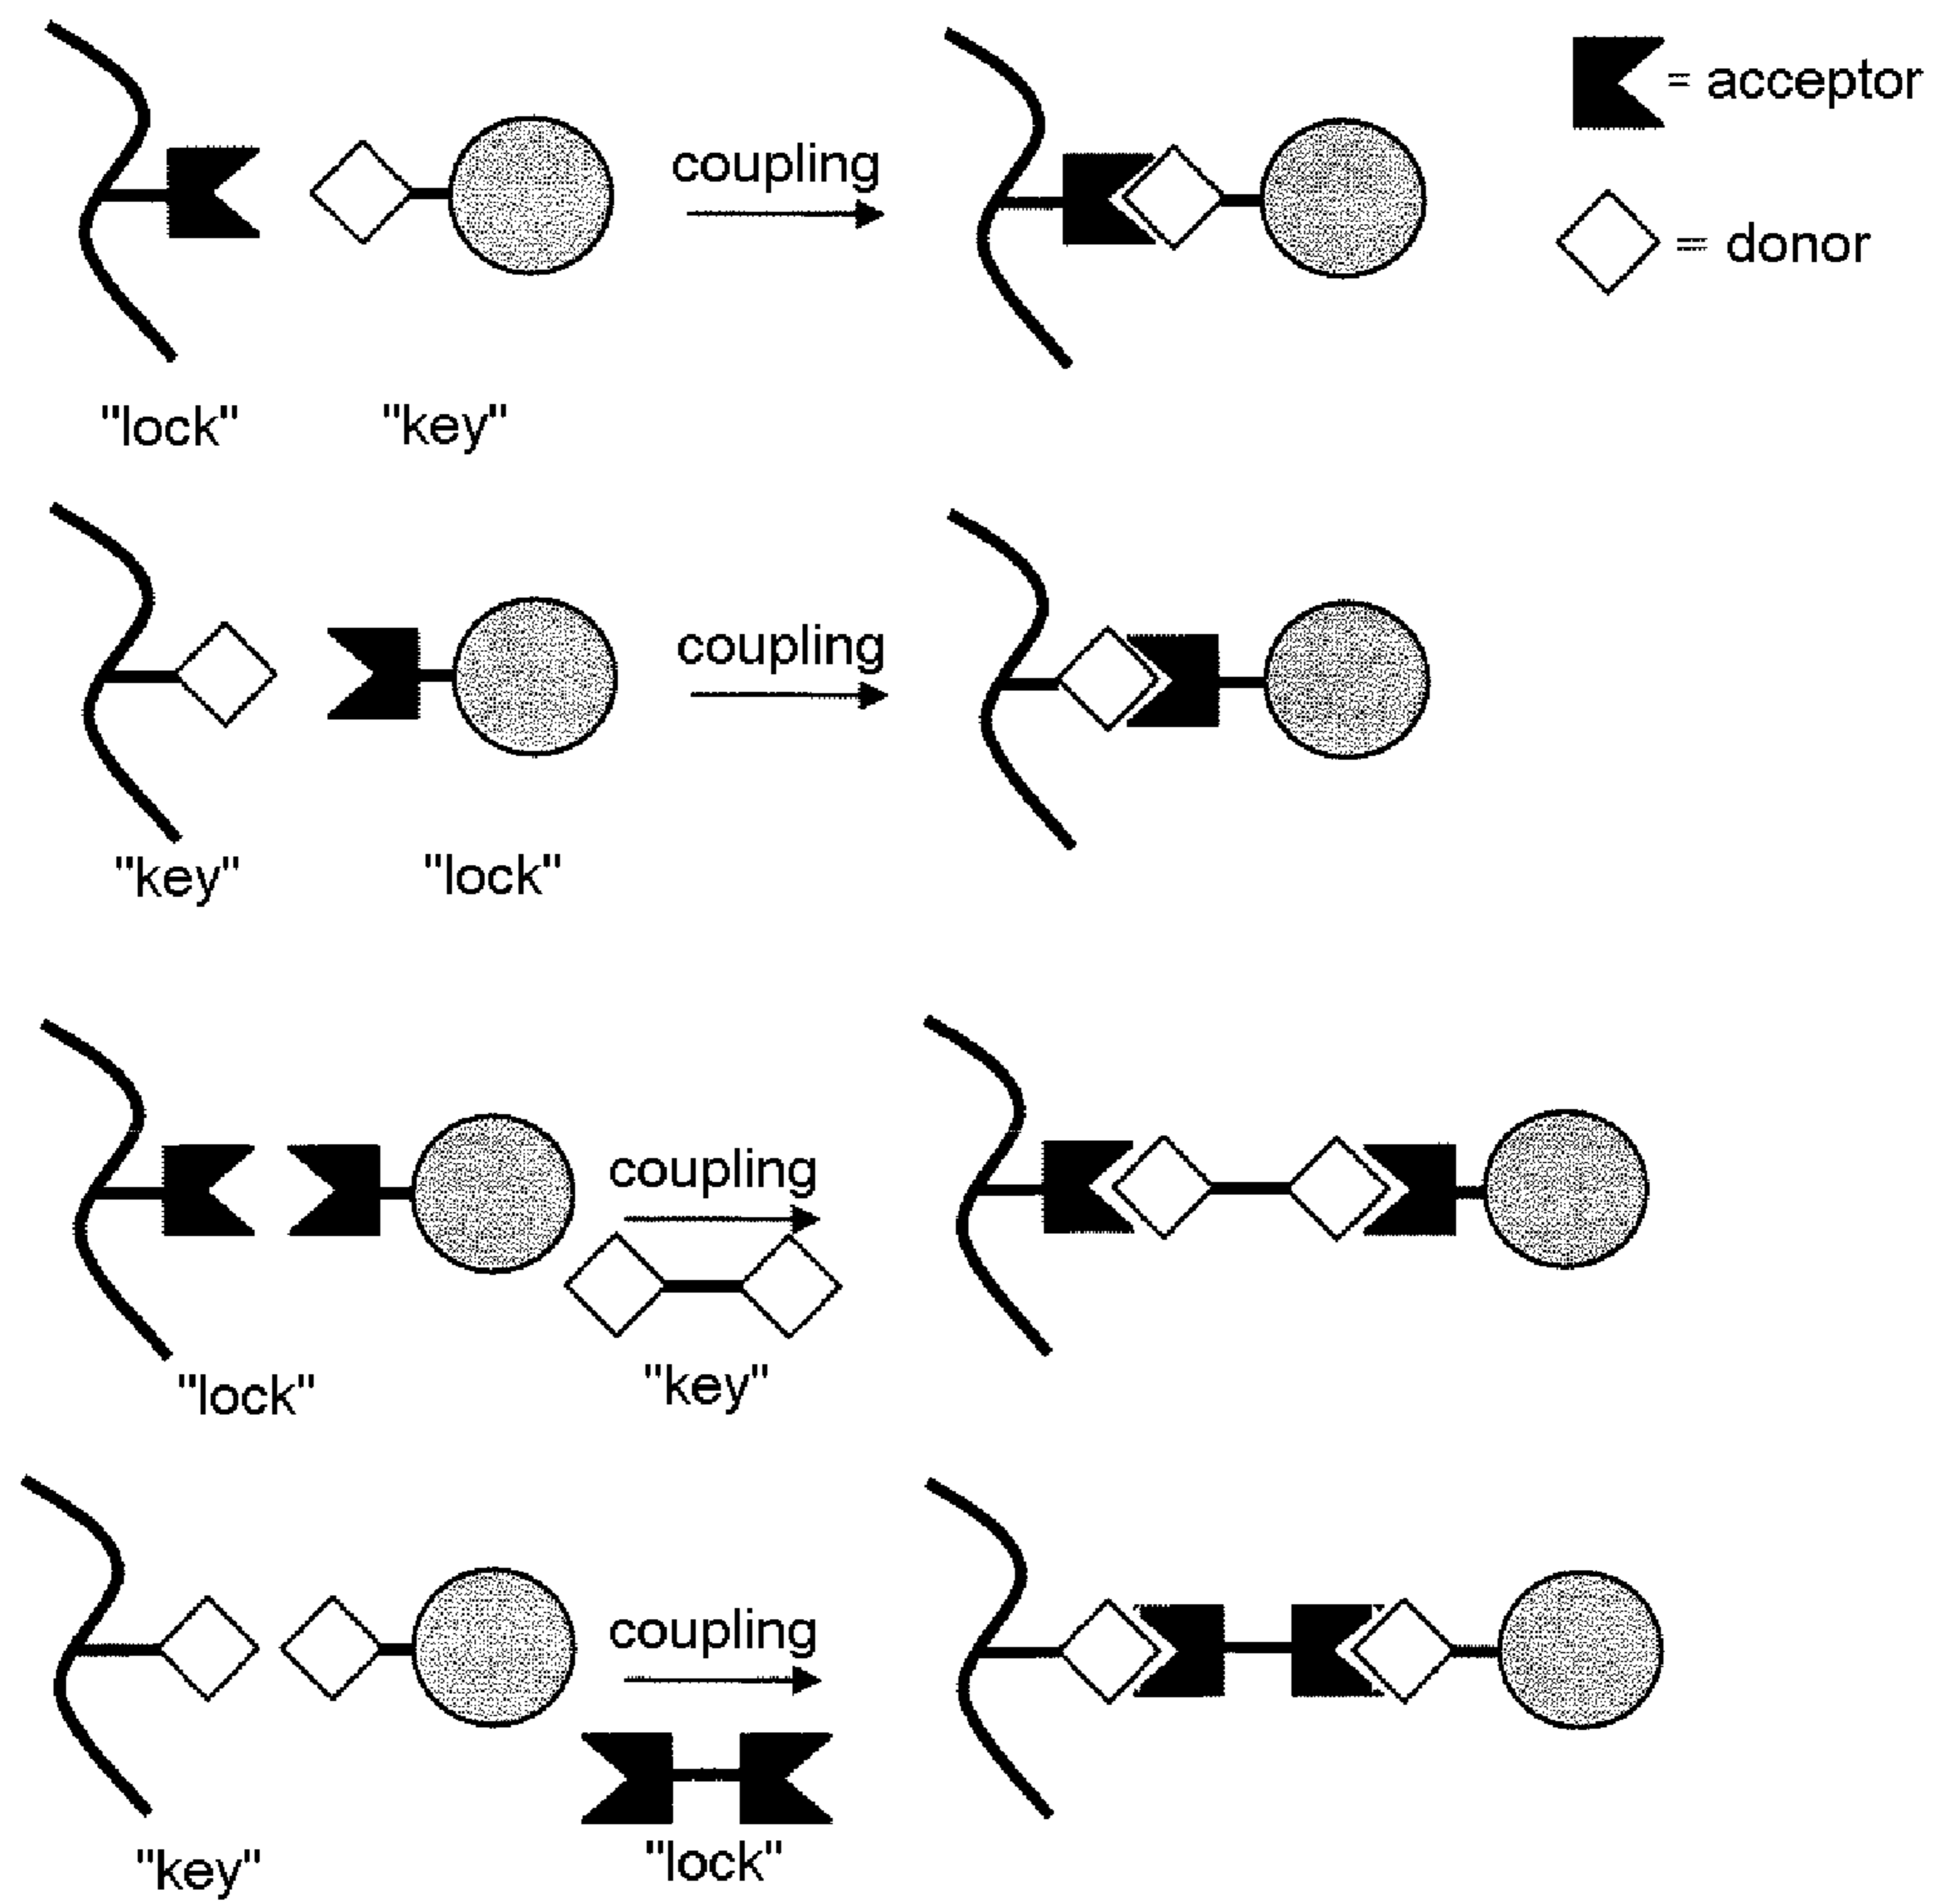 coupling
= acceptor
= donor
"lock"
"key"
coupling
"key"
"lock"
coupling
"lock"
"key"
coupling
"key"
"lock"